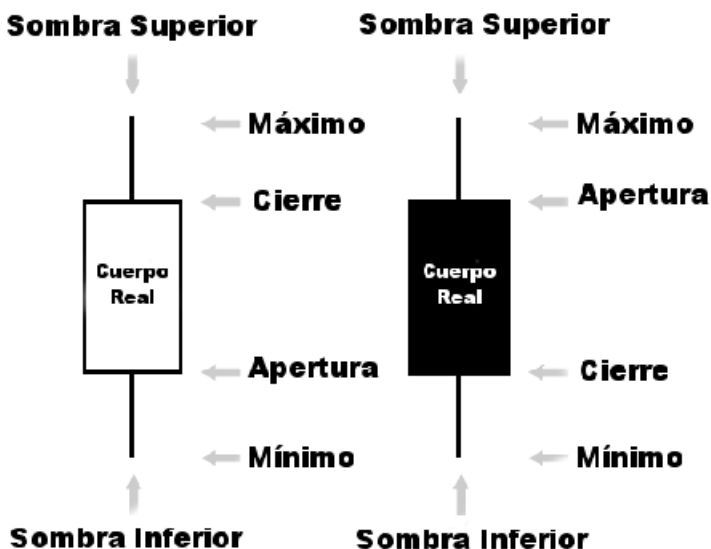 Sombra Superior
Sombra Superior
Máximo
Máximo
Cierre
Apertura
Cuerpo
Real
Cuerpo
Real
Apertura
Cierre
Mínimo
Mínimo
Sombra Inferior
Sombra Inferior